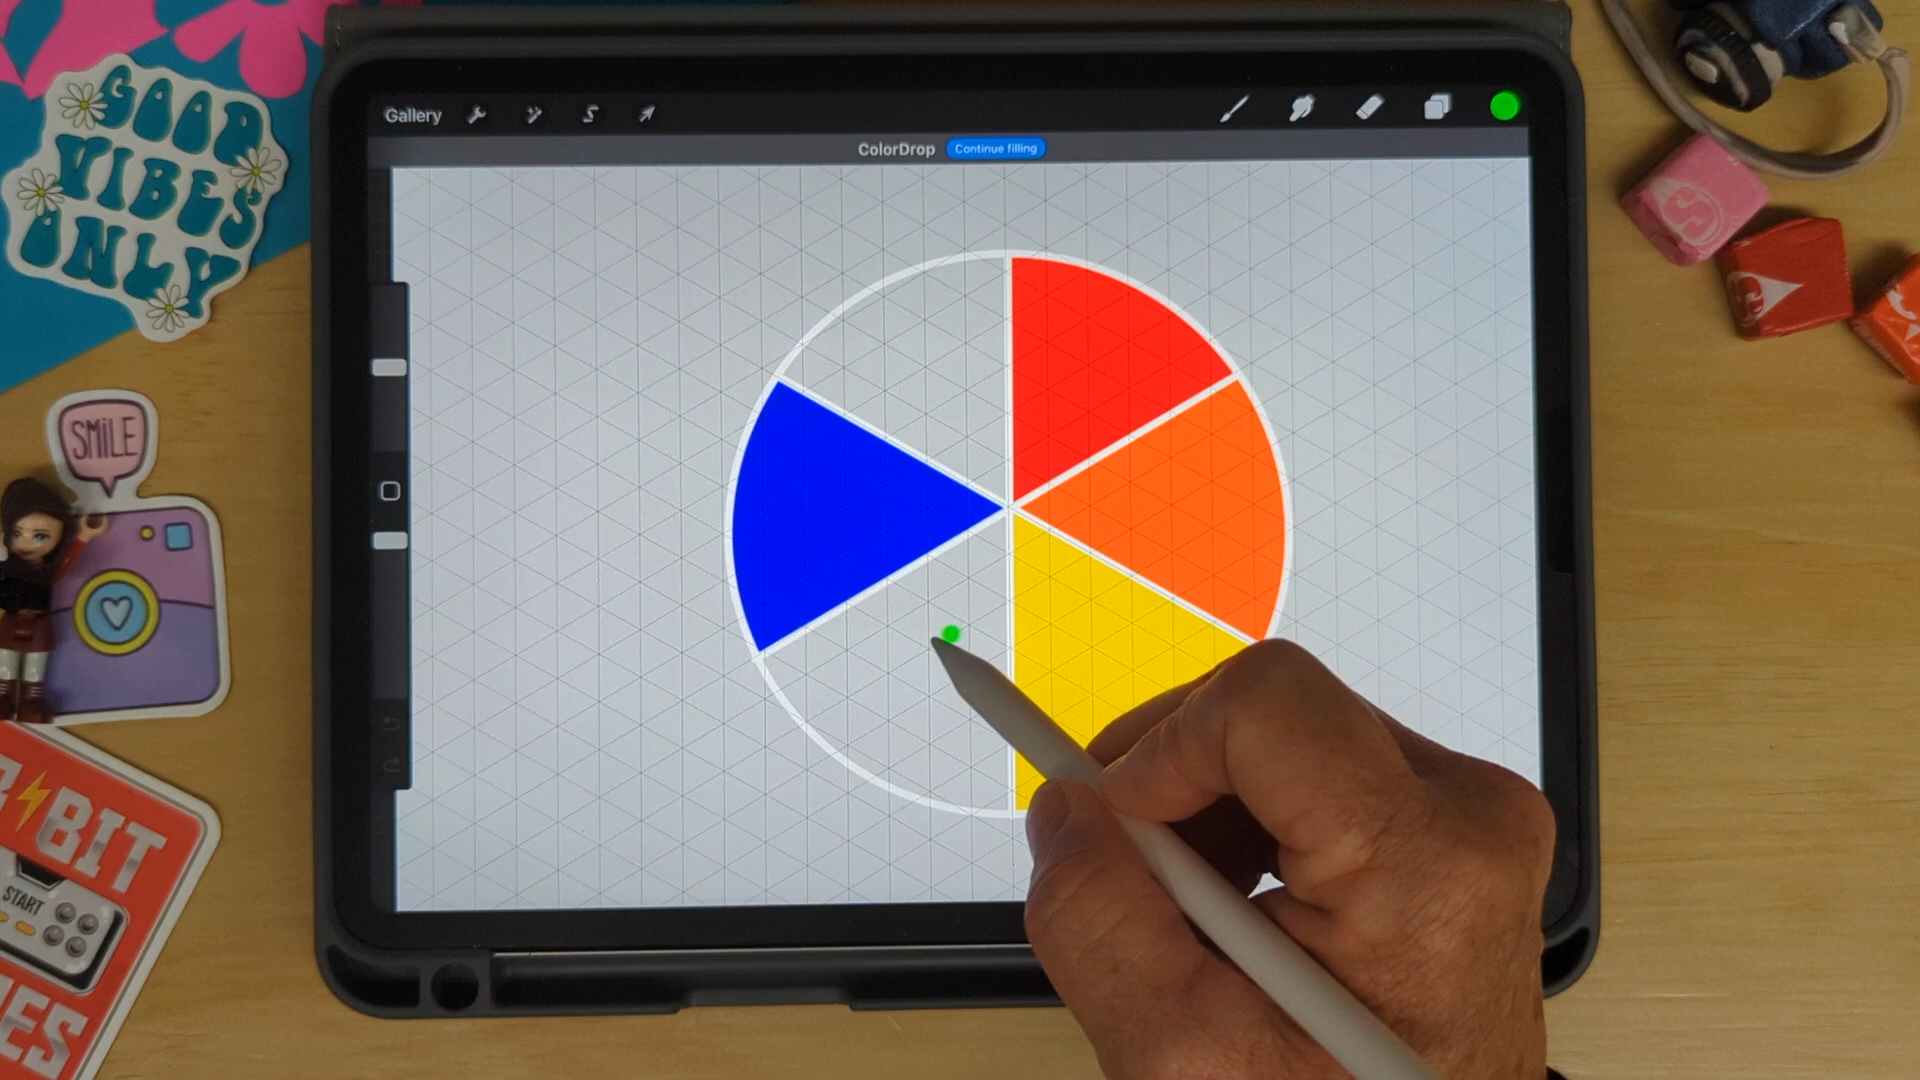 GOOD
VIBES
ONLY
Gallery
ColorDrop
Continue filling
SMiLE
BIT
START